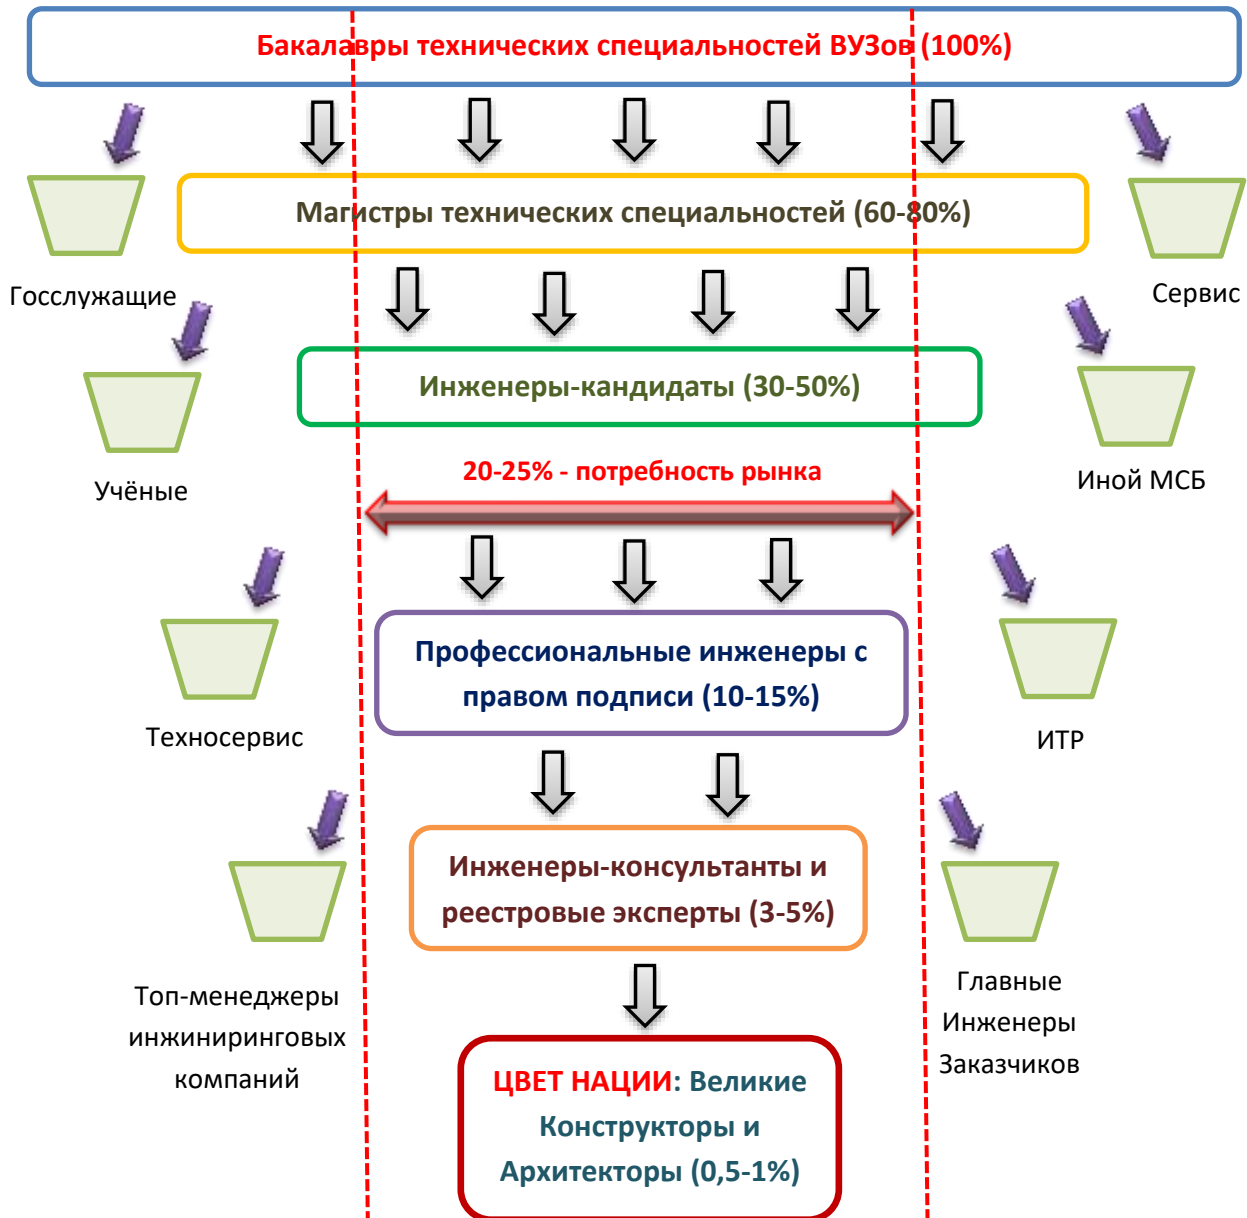 Бакалавры технических специальностей ВУЗов (100%)
Магистры технических специальностей (60-80%)
Госслужащие
Сервис
Инженеры-кандидаты (30-50%)
20-25% - потребность рынка
Учёные
Иной МСБ
Профессиональные инженеры с
правом подписи (10-15%)
Техносервис
ИТР
Инженеры-консультанты и
реестровые эксперты (3-5%)
Топ-менеджеры
инжиниринговых
компаний
Главные
Инженеры
Заказчиков
ЦВЕТ НАЦИИ: Великие
Конструкторы и
Архитекторы (0,5-1%)